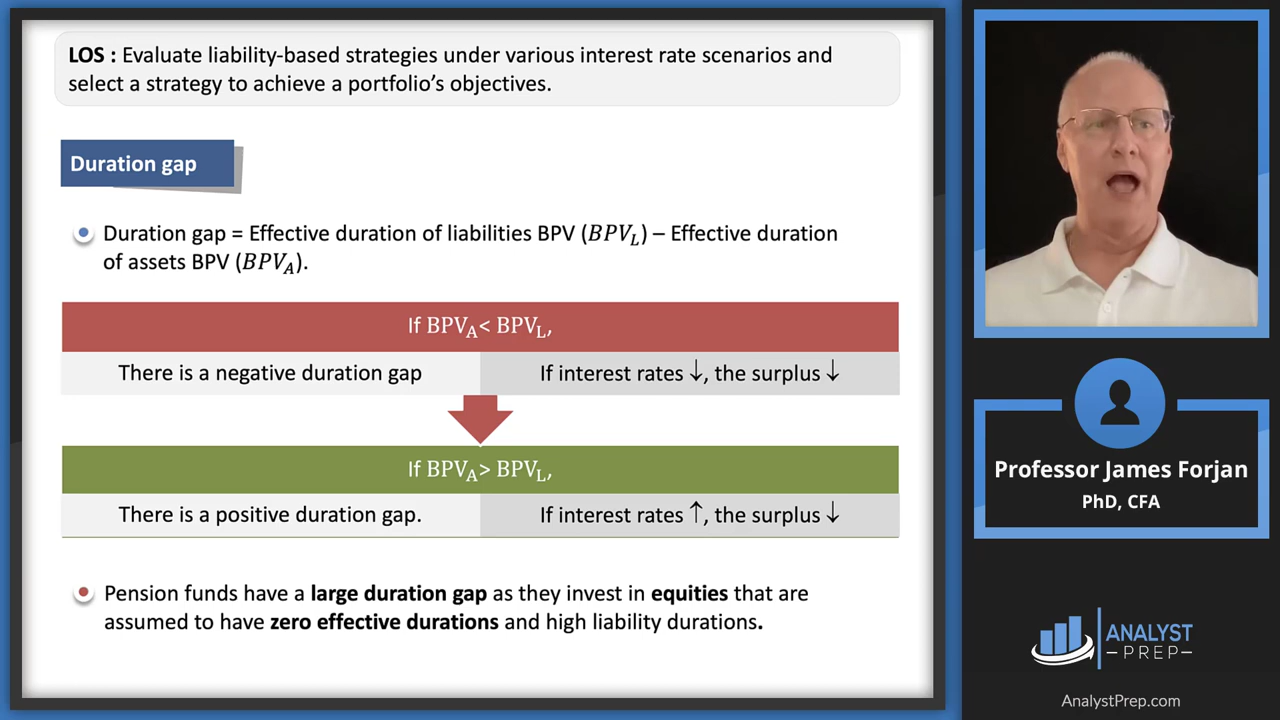 LOS : Evaluate liability-based strategies under various interest rate scenarios and
select a strategy to achieve a portfolio's objectives.
Duration gap
Duration gap = Effective duration of liabilities BPV (BPV_L) – Effective duration
of assets BPV (BPV_A).
If BPV_A < BPV_L,
There is a negative duration gap
If interest rates ↓, the surplus ↓
If BPV_A > BPV_L,
There is a positive duration gap.
If interest rates ↑, the surplus ↓
Pension funds have a large duration gap as they invest in equities that are
assumed to have zero effective durations and high liability durations.
Professor James Forjan
PhD, CFA
ANALYST
PREP
AnalystPrep.com